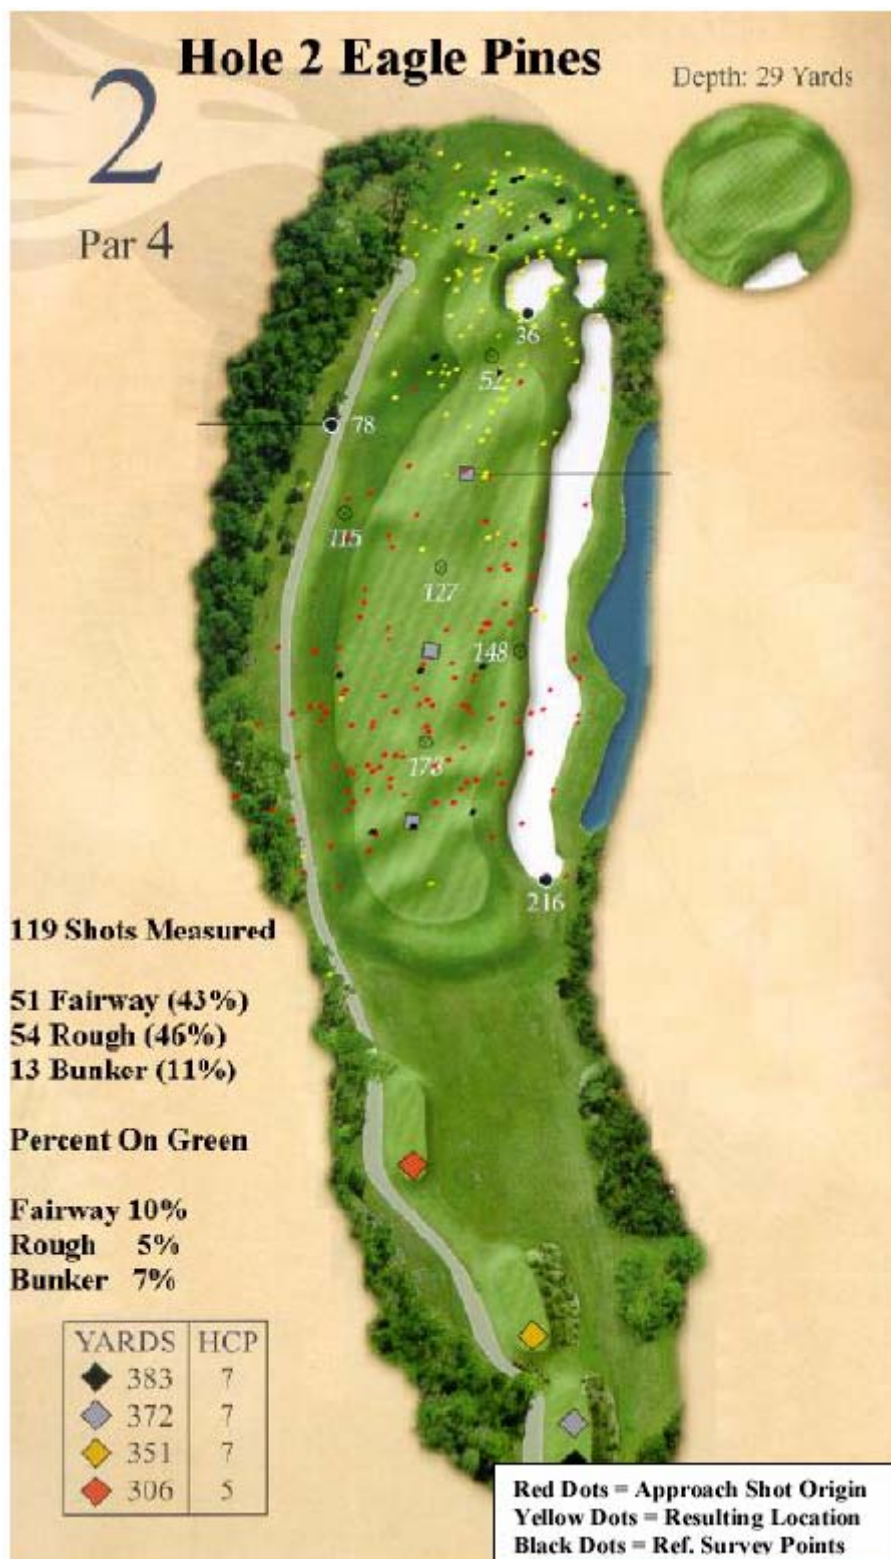 Hole 2 Eagle Pines
2
Par 4
Depth: 29 Yards
36
52
78
115
127
148
178
216
119 Shots Measured
51 Fairway (43%)
54 Rough (46%)
13 Bunker (11%)
Percent On Green
Fairway 10%
Rough 5%
Bunker 7%
YARDS HCP
383 7
372 7
351 7
306 5
Red Dots = Approach Shot Origin
Yellow Dots = Resulting Location
Black Dots = Ref. Survey Points